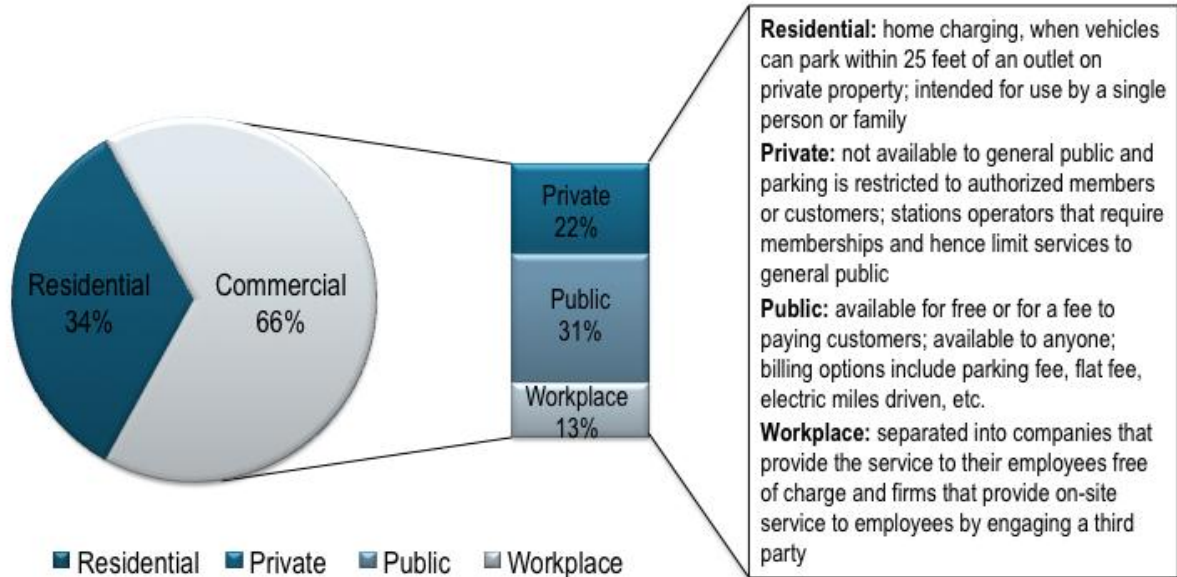 Residential
34%
Commercial
66%
Private
22%
Public
31%
Workplace
13%
Residential: home charging, when vehicles
can park within 25 feet of an outlet on
private property; intended for use by a single
person or family
Private: not available to general public and
parking is restricted to authorized members
or customers; stations operators that require
memberships and hence limit services to
general public
Public: available for free or for a fee to
paying customers; available to anyone;
billing options include parking fee, flat fee,
electric miles driven, etc.
Workplace: separated into companies that
provide the service to their employees free
of charge and firms that provide on-site
service to employees by engaging a third
party
Residential Private Public Workplace